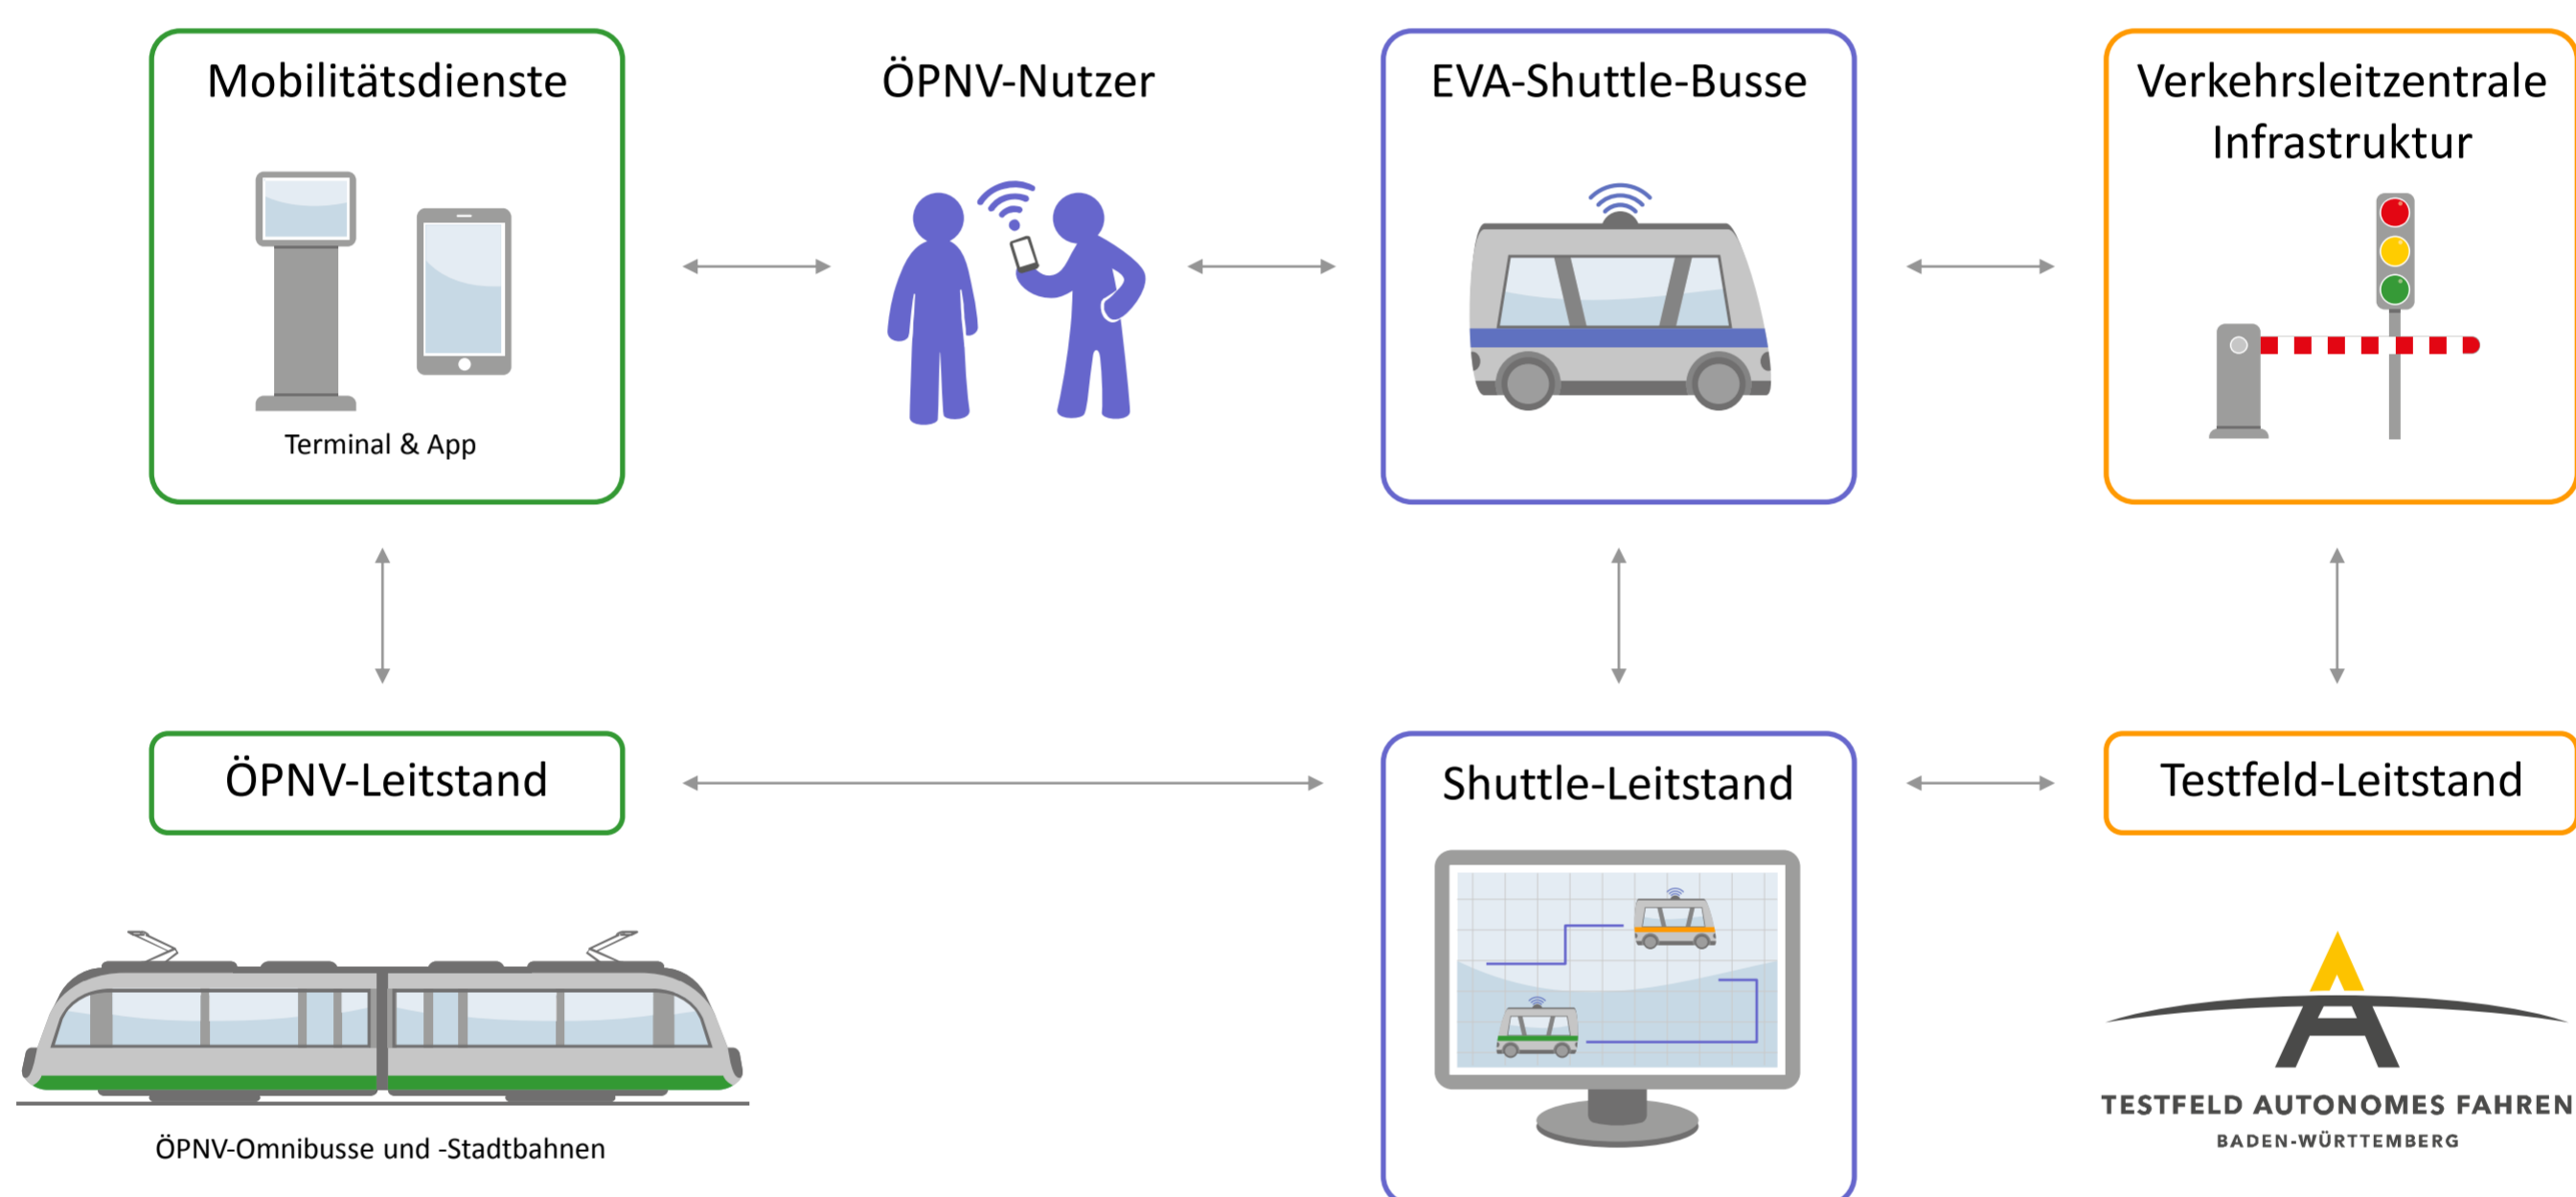 Mobilitätsdienste
Terminal & App
ÖPNV-Nutzer
EVA-Shuttle-Busse
Verkehrsleitzentrale
Infrastruktur
ÖPNV-Leitstand
ÖPNV-Omnibusse und -Stadtbahnen
Shuttle-Leitstand
Testfeld-Leitstand
TESTFELD AUTONOMES FAHREN
BADEN-WÜRTTEMBERG